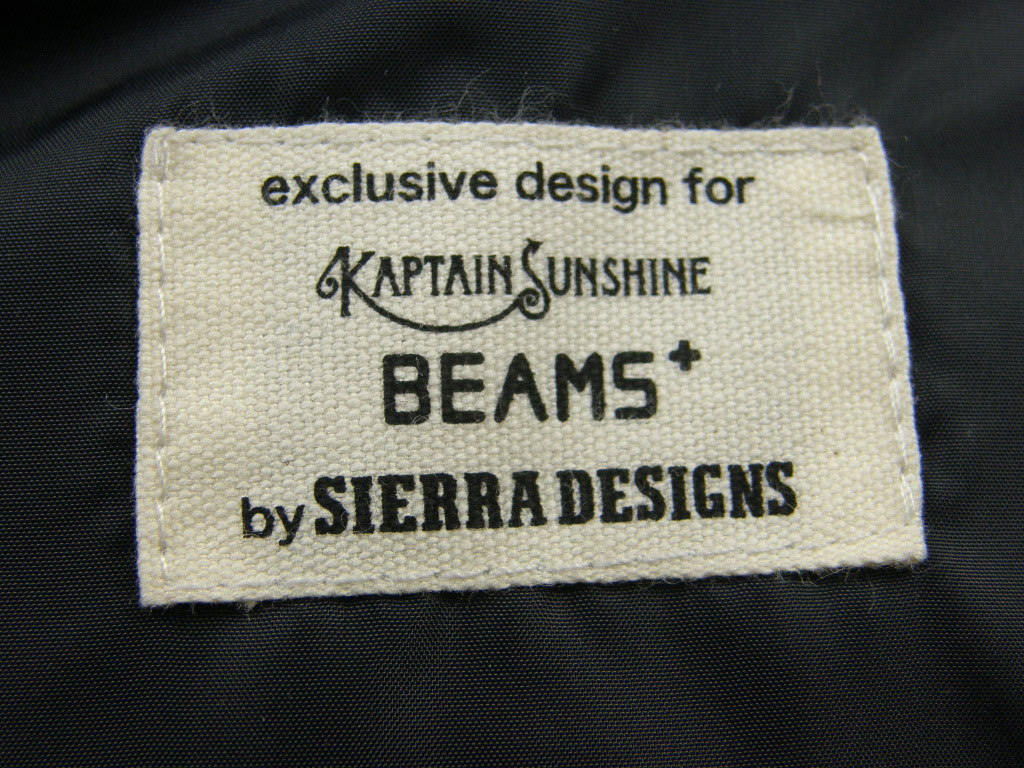 exclusive design for
KAPTAIN SUNSHINE
BEAMS+
by SIERRA DESIGNS